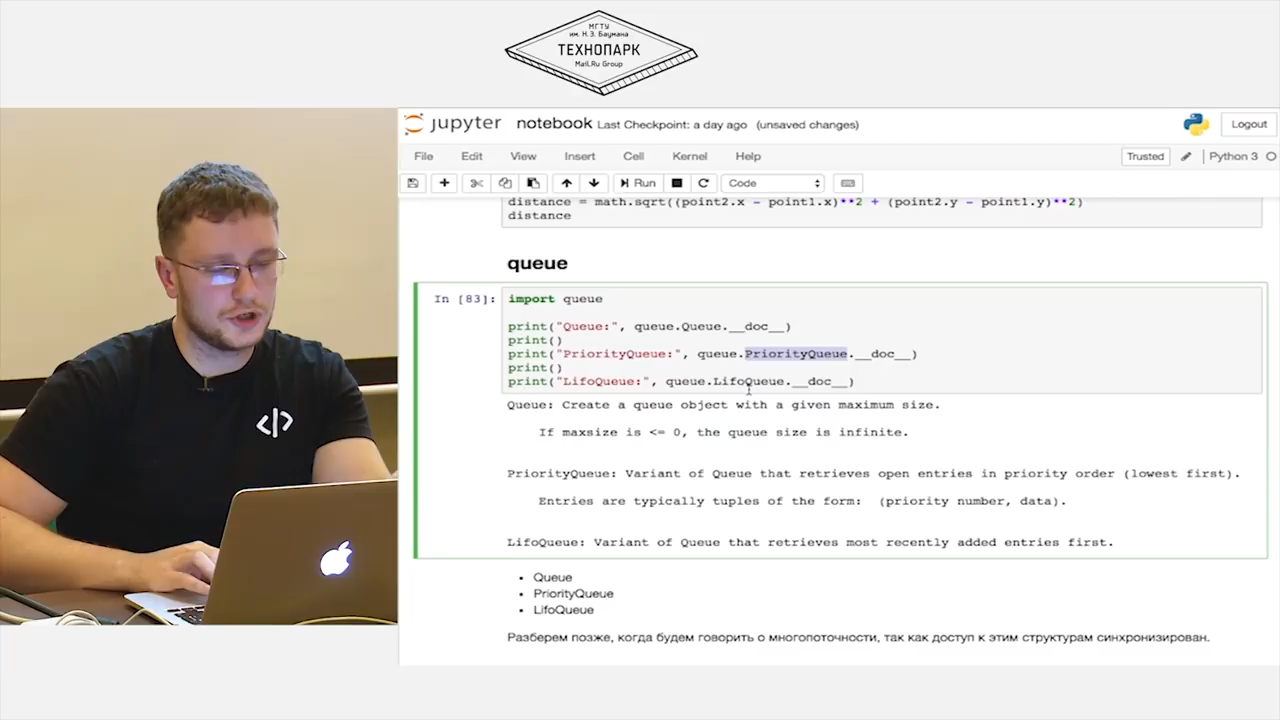 МГТУ
им. Н.Э. Баумана
ТЕХНОПАРК
Mail.Ru Group
jupyter notebook Last Checkpoint: a day ago (unsaved changes) Logout
File Edit View Insert Cell Kernel Help Trusted Python 3
Run Code
distance = math.sqrt((point2.x - point1.x)**2 + (point2.y - point1.y)**2)
distance
queue
In [83]: import queue
print("Queue:", queue.Queue.__doc__)
print()
print("PriorityQueue:", queue.PriorityQueue.__doc__)
print()
print("LifoQueue:", queue.LifoQueue.__doc__)
Queue: Create a queue object with a given maximum size.
If maxsize is <= 0, the queue size is infinite.
PriorityQueue: Variant of Queue that retrieves open entries in priority order (lowest first).
Entries are typically tuples of the form: (priority number, data).
LifoQueue: Variant of Queue that retrieves most recently added entries first.
• Queue
• PriorityQueue
• LifoQueue
Разберем позже, когда будем говорить о многопоточности, так как доступ к этим структурам синхронизирован.